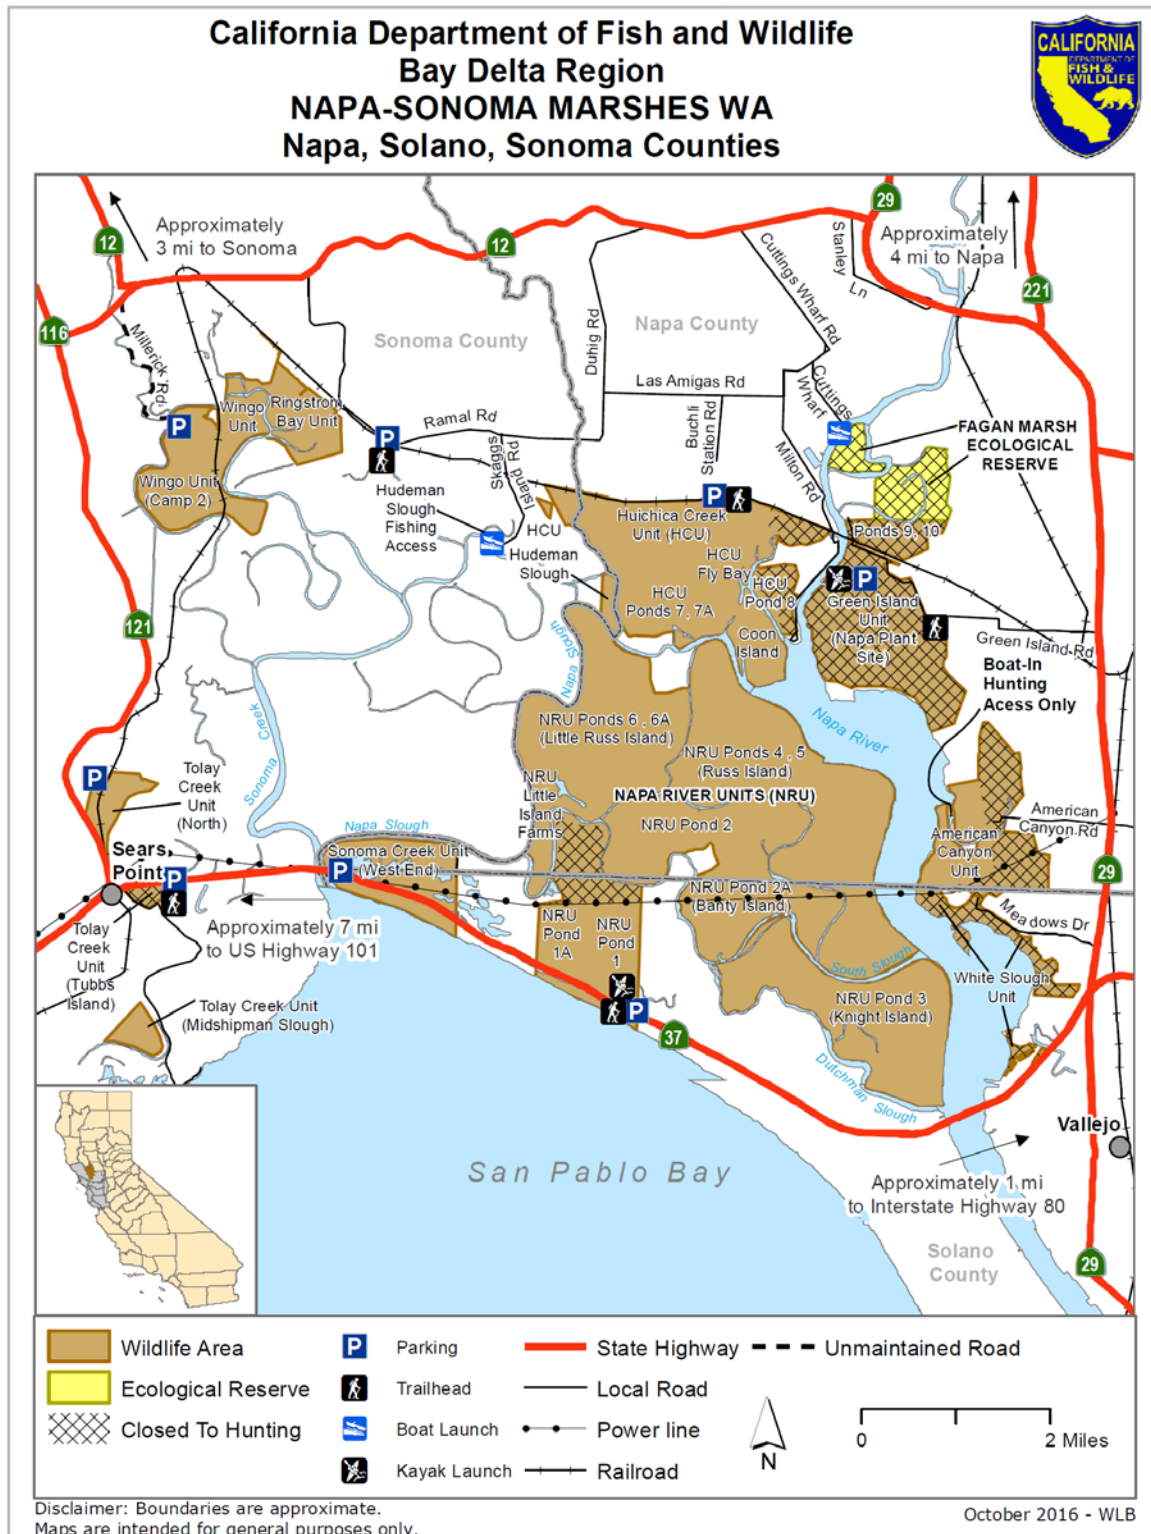 California Department of Fish and Wildlife
Bay Delta Region
NAPA-SONOMA MARSHES WA
Napa, Solano, Sonoma Counties
CALIFORNIA
DEPARTMENT OF
FISH &
WILDLIFE
29
Approximately
3 mi to Sonoma
12
12
Stanley
Ln
Approximately
4 mi to Napa
221
116
Millerick Rd
Sonoma County
Napa County
Duhig Rd
Cuttings Wharf Rd
Las Amigas Rd
Cuttings
Wharf
Wingo
Unit
Ringstrom
Bay Unit
Ramal Rd
Buchli
Station Rd
FAGAN MARSH
ECOLOGICAL
RESERVE
P
P
Skaggs
Island Rd
Milton Rd
Wingo Unit
(Camp 2)
Hudeman
Slough
Fishing
Access
P
HCU
Huichica Creek
Unit (HCU)
Ponds 9, 10
Hudeman
Slough
HCU
Fly Bay
HCU
Pond 8
P
HCU
Ponds 7, 7A
Green Island
Unit
(Napa Plant
Site)
121
Napa Slough
Coon
Island
Green Island Rd
Boat-In
Hunting
Acess Only
Sonoma
Creek
NRU Ponds 6 , 6A
(Little Russ Island)
Napa River
NRU Ponds 4 , 5
(Russ Island)
P
Tolay
Creek
Unit
(North)
NRU
Little
Island
Farms
NAPA RIVER UNITS (NRU)
NRU Pond 2
American
Canyon Rd
Napa Slough
American
Canyon
Unit
Sears
Point
Sonoma Creek Unit
(West End)
P
P
29
NRU Pond 2A
(Banty Island)
Meadows Dr
Approximately 7 mi
to US Highway 101
NRU
Pond
1A
NRU
Pond
1
Tolay
Creek
Unit
(Tubbs
Island)
South Slough
White Slough
Unit
Tolay Creek Unit
(Midshipman Slough)
NRU Pond 3
(Knight Island)
P
37
Dutchman Slough
Vallejo
San Pablo Bay
Approximately 1 mi
to Interstate Highway 80
Solano
County
29
Wildlife Area
P
Parking
State Highway
Unmaintained Road
Ecological Reserve
Trailhead
Local Road
Closed To Hunting
Boat Launch
Power line
Kayak Launch
Railroad
N
0
2 Miles
Disclaimer: Boundaries are approximate.
Maps are intended for general purposes only.
October 2016 - WLB